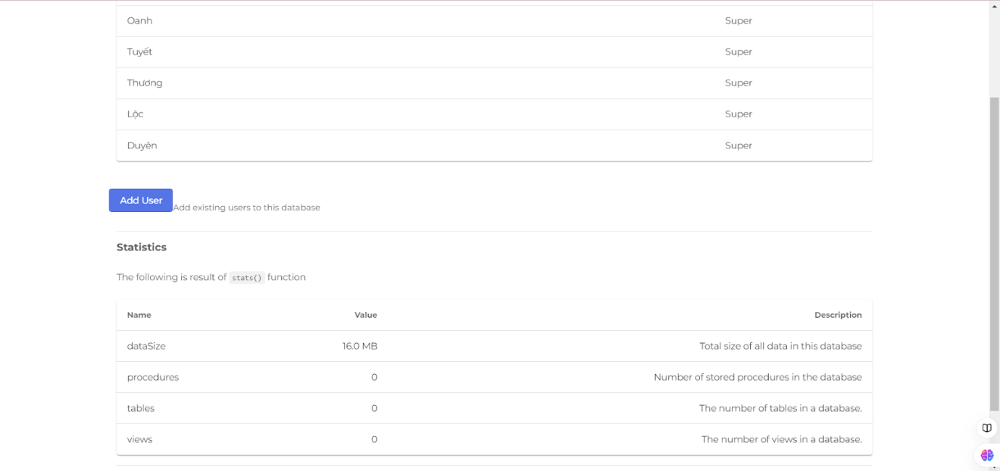 Oanh Super
Tuyết Super
Thương Super
Lộc Super
Duyên Super
Add User Add existing users to this database
Statistics
The following is result of stats() function
Name Value Description
dataSize 16.0 MB Total size of all data in this database
procedures 0 Number of stored procedures in the database
tables 0 The number of tables in a database.
views 0 The number of views in a database.